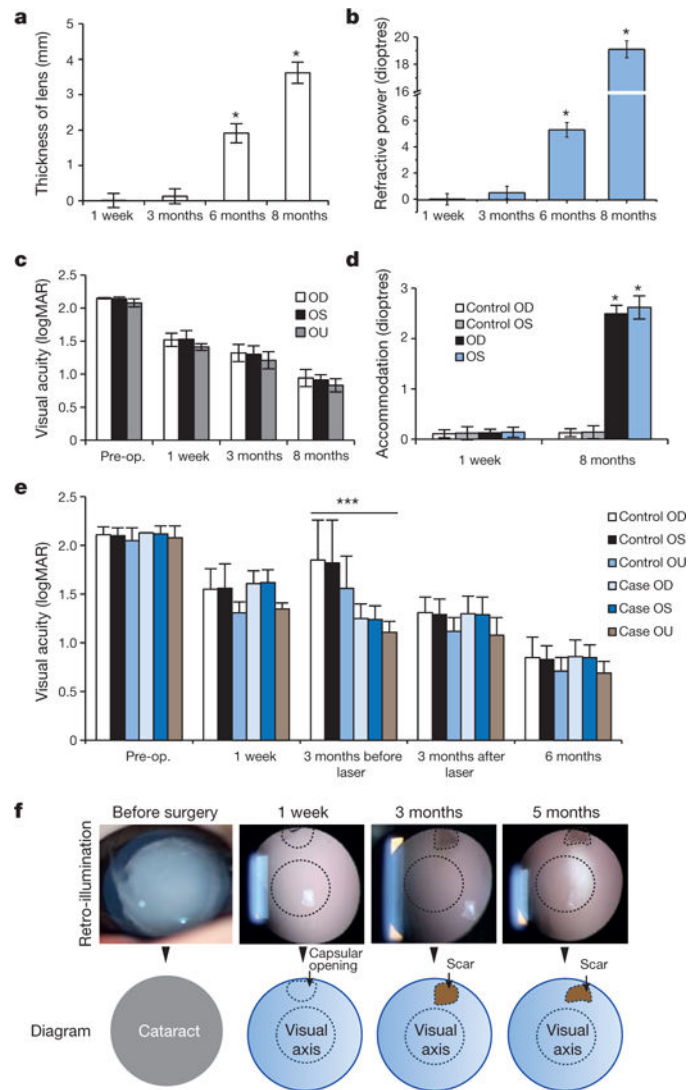 a
Thickness of lens (mm)
5
4
3
2
1
0
*
*
1 week
3 months
6 months
8 months
b
Refractive power (dioptres)
20
18
16
8
6
4
2
0
*
*
1 week
3 months
6 months
8 months
c
Visual acuity (logMAR)
2.5
2.0
1.5
1.0
0.5
0
OD
OS
OU
Pre-op.
1 week
3 months
8 months
d
Accommodation (dioptres)
3
2
1
0
Control OD
Control OS
OD
OS
*
*
1 week
8 months
e
Visual acuity (logMAR)
2.5
2.0
1.5
1.0
0.5
0
***
Control OD
Control OS
Control OU
Case OD
Case OS
Case OU
Pre-op.
1 week
3 months before
laser
3 months after
laser
6 months
f
Before surgery
1 week
3 months
5 months
Retro-illumination
Capsular
opening
Scar
Scar
Diagram
Cataract
Visual
axis
Visual
axis
Visual
axis